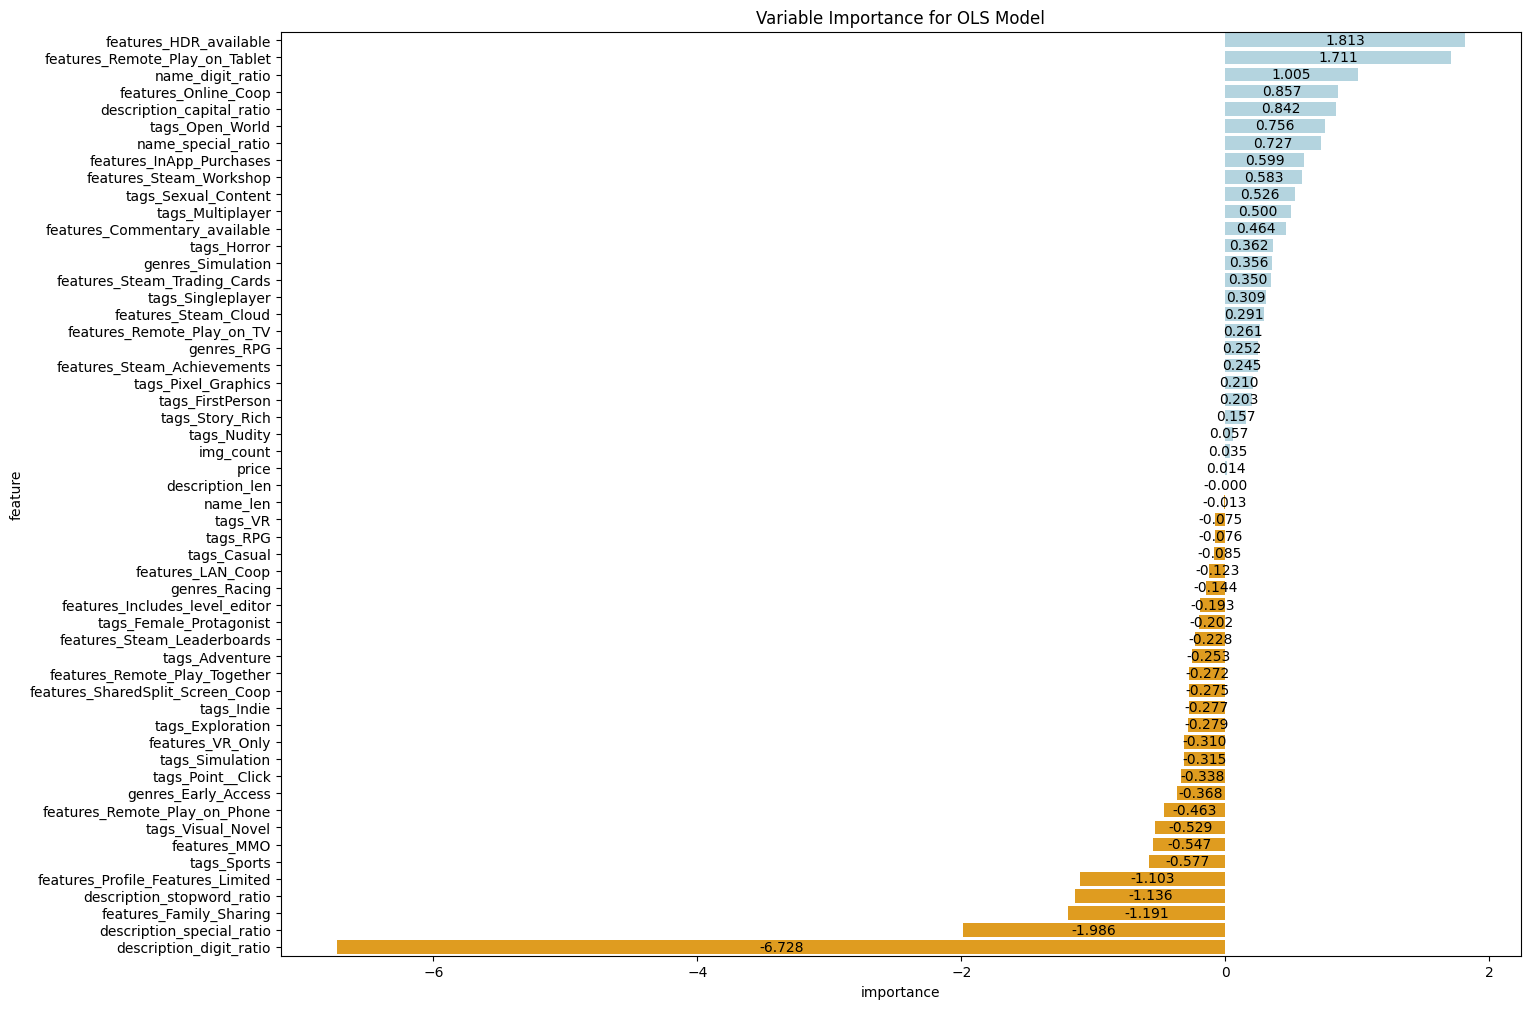 Variable Importance for OLS Model
features_HDR_available 1.813
features_Remote_Play_on_Tablet 1.711
name_digit_ratio 1.005
features_Online_Coop 0.857
description_capital_ratio 0.842
tags_Open_World 0.756
name_special_ratio 0.727
features_InApp_Purchases 0.599
features_Steam_Workshop 0.583
tags_Sexual_Content 0.526
tags_Multiplayer 0.500
features_Commentary_available 0.464
tags_Horror 0.362
genres_Simulation 0.356
features_Steam_Trading_Cards 0.350
tags_Singleplayer 0.309
features_Steam_Cloud 0.291
features_Remote_Play_on_TV 0.261
genres_RPG 0.252
features_Steam_Achievements 0.245
tags_Pixel_Graphics 0.210
tags_FirstPerson 0.203
tags_Story_Rich 0.157
tags_Nudity 0.057
img_count 0.035
price 0.014
description_len -0.000
name_len -0.013
tags_VR -0.075
tags_RPG -0.076
tags_Casual -0.085
features_LAN_Coop -0.123
genres_Racing -0.144
features_Includes_level_editor -0.193
tags_Female_Protagonist -0.202
features_Steam_Leaderboards -0.228
tags_Adventure -0.253
features_Remote_Play_Together -0.272
features_SharedSplit_Screen_Coop -0.275
tags_Indie -0.277
tags_Exploration -0.279
features_VR_Only -0.310
tags_Simulation -0.315
tags_Point__Click -0.338
genres_Early_Access -0.368
features_Remote_Play_on_Phone -0.463
tags_Visual_Novel -0.529
features_MMO -0.547
tags_Sports -0.577
features_Profile_Features_Limited -1.103
description_stopword_ratio -1.136
features_Family_Sharing -1.191
description_special_ratio -1.986
description_digit_ratio -6.728
feature
−6 −4 −2 0 2
importance